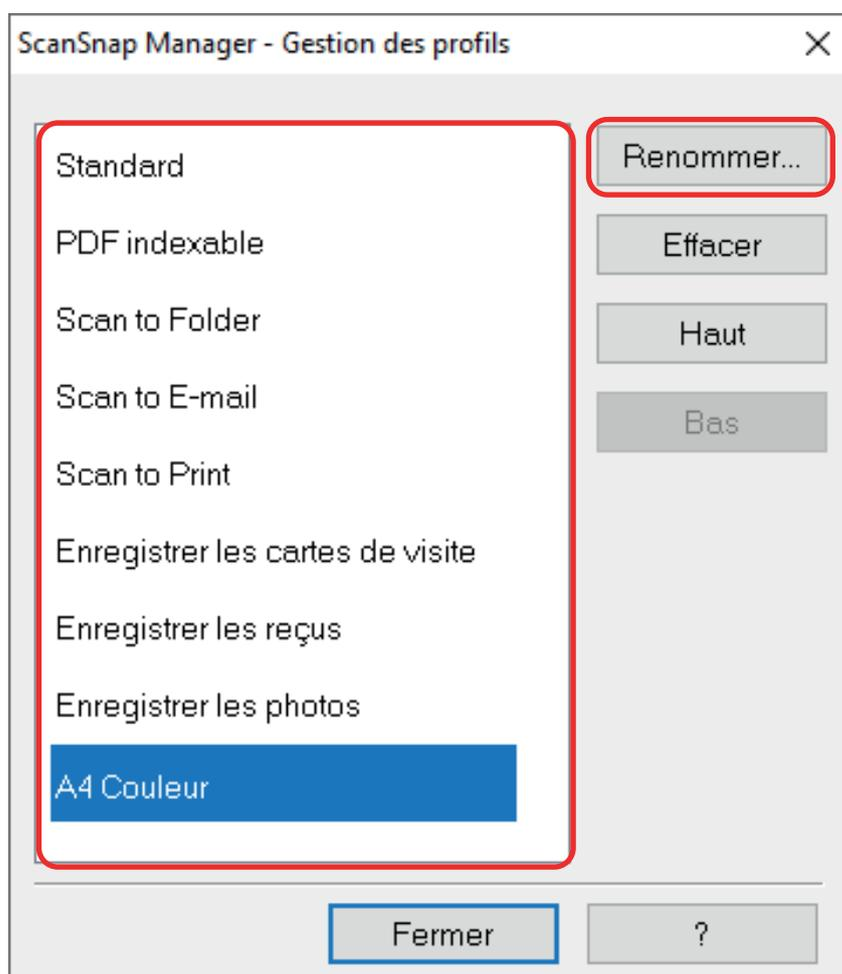 ScanSnap Manager - Gestion des profils
Standard
PDF indexable
Scan to Folder
Scan to E-mail
Scan to Print
Enregistrer les cartes de visite
Enregistrer les reçus
Enregistrer les photos
A4 Couleur
Renommer...
Effacer
Haut
Bas
Fermer
?